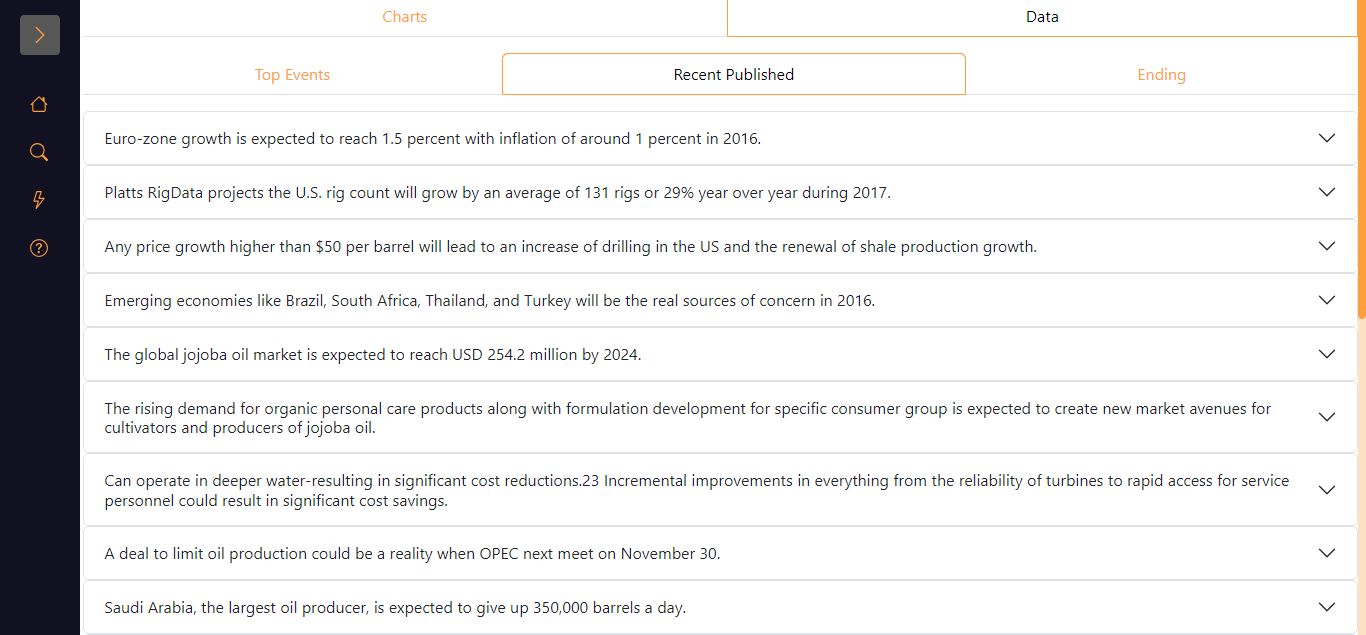 Charts
Data
Top Events
Recent Published
Ending
Euro-zone growth is expected to reach 1.5 percent with inflation of around 1 percent in 2016.
Platts RigData projects the U.S. rig count will grow by an average of 131 rigs or 29% year over year during 2017.
Any price growth higher than $50 per barrel will lead to an increase of drilling in the US and the renewal of shale production growth.
Emerging economies like Brazil, South Africa, Thailand, and Turkey will be the real sources of concern in 2016.
The global jojoba oil market is expected to reach USD 254.2 million by 2024.
The rising demand for organic personal care products along with formulation development for specific consumer group is expected to create new market avenues for
cultivators and producers of jojoba oil.
Can operate in deeper water-resulting in significant cost reductions.23 Incremental improvements in everything from the reliability of turbines to rapid access for service
personnel could result in significant cost savings.
A deal to limit oil production could be a reality when OPEC next meet on November 30.
Saudi Arabia, the largest oil producer, is expected to give up 350,000 barrels a day.